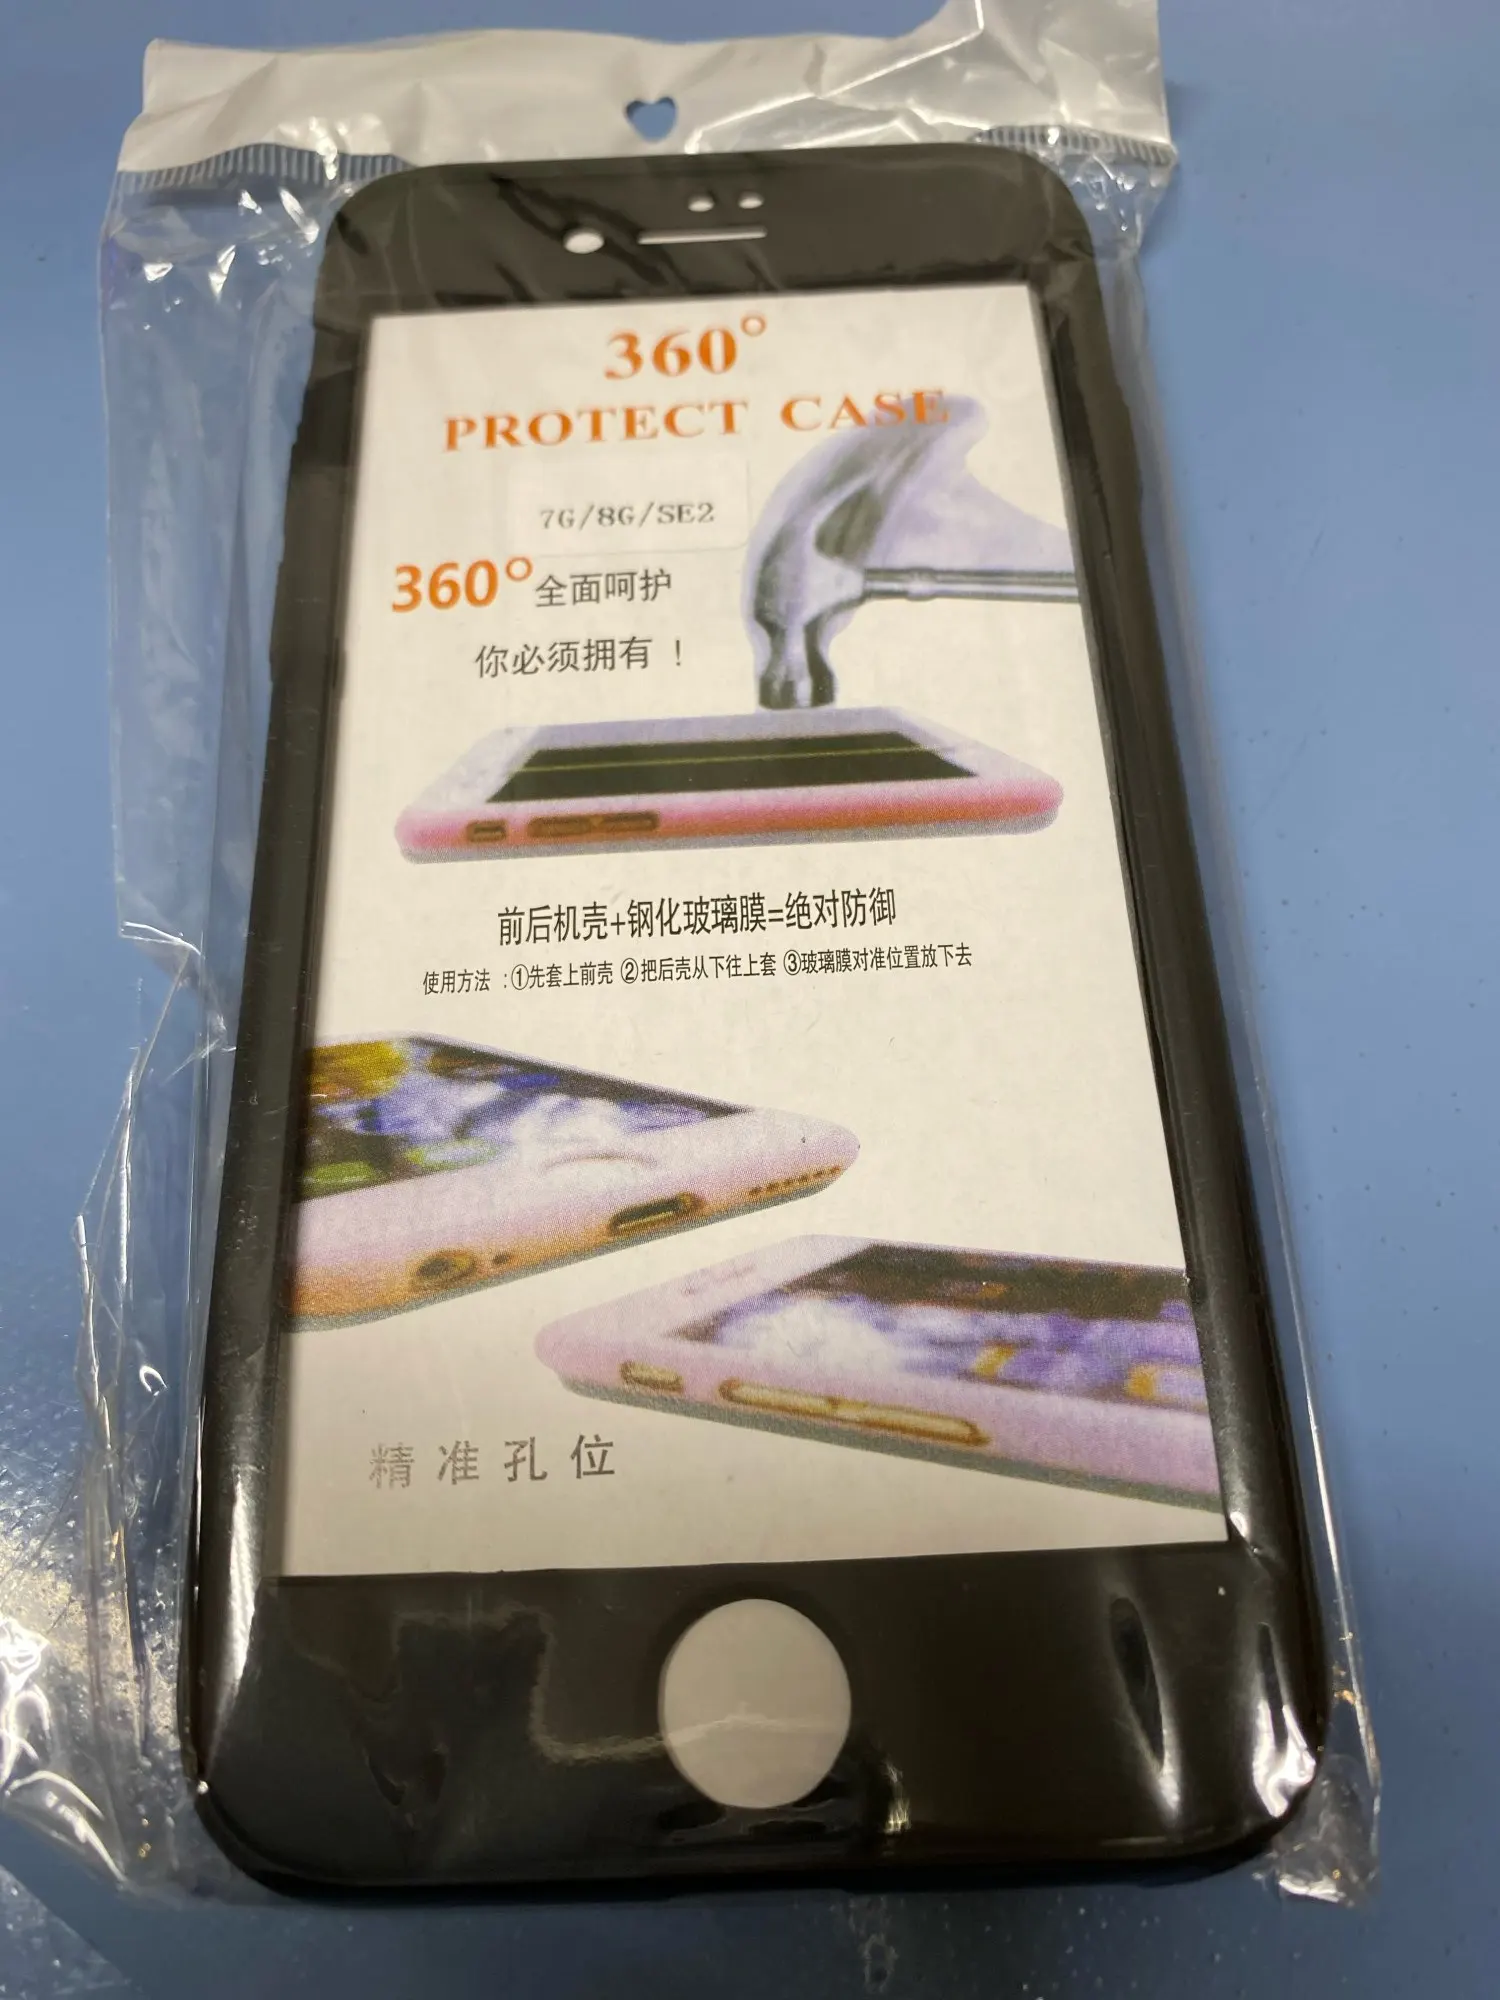 360°
PROTECT CASE
7G/8G/SE2
360°全面呵护
你必须拥有！
前后机壳+钢化玻璃膜=绝对防御
使用方法：①先套上前壳 ②把后壳从下往上套 ③玻璃膜对准位置放下去
精准孔位